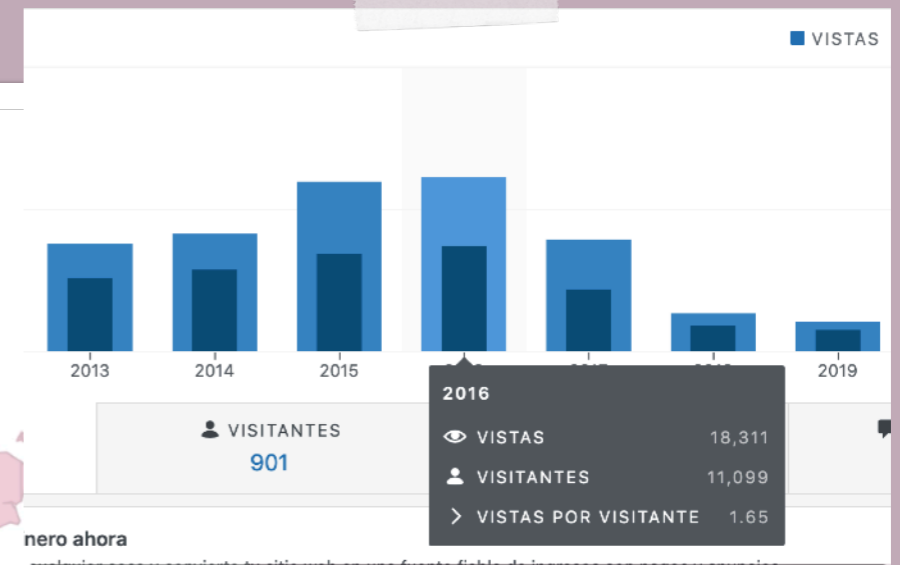 VISTAS
2013 2014 2015 2019
2016
VISTAS 18,311
VISITANTES 11,099
VISTAS POR VISITANTE 1.65
VISITANTES
901
nero ahora